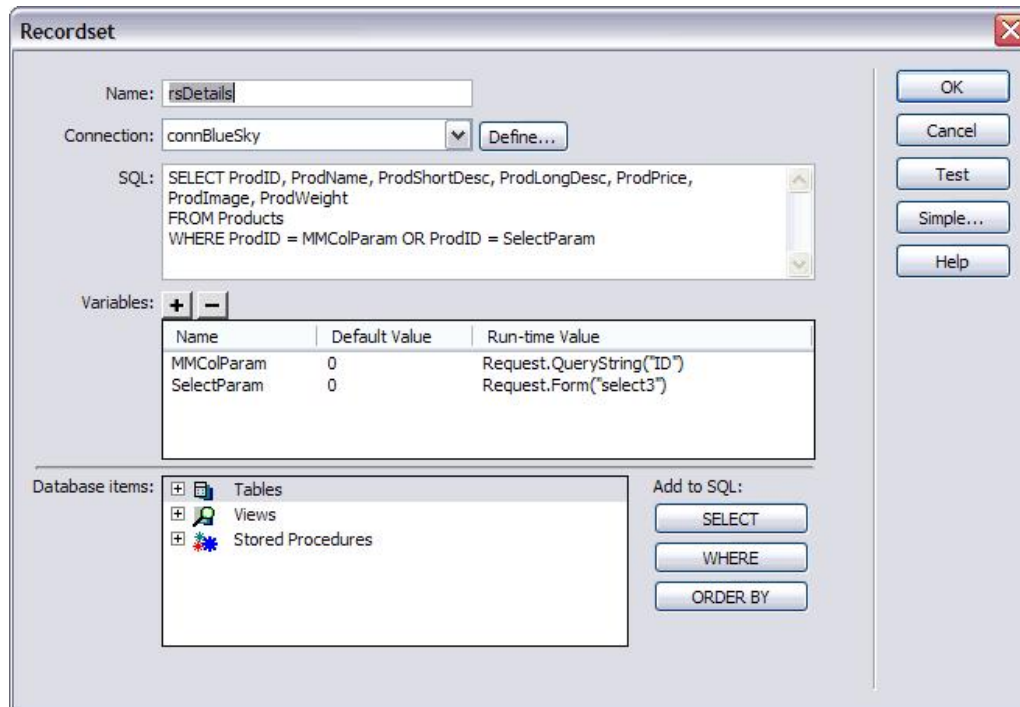 Recordset
Name: rsDetails
Connection: connBlueSky Define...
SQL: SELECT ProdID, ProdName, ProdShortDesc, ProdLongDesc, ProdPrice,
ProdImage, ProdWeight
FROM Products
WHERE ProdID = MMColParam OR ProdID = SelectParam
Variables: + −
Name Default Value Run-time Value
MMColParam 0 Request.QueryString("ID")
SelectParam 0 Request.Form("select3")
Database items: Tables
Views
Stored Procedures
Add to SQL:
SELECT
WHERE
ORDER BY
OK
Cancel
Test
Simple...
Help